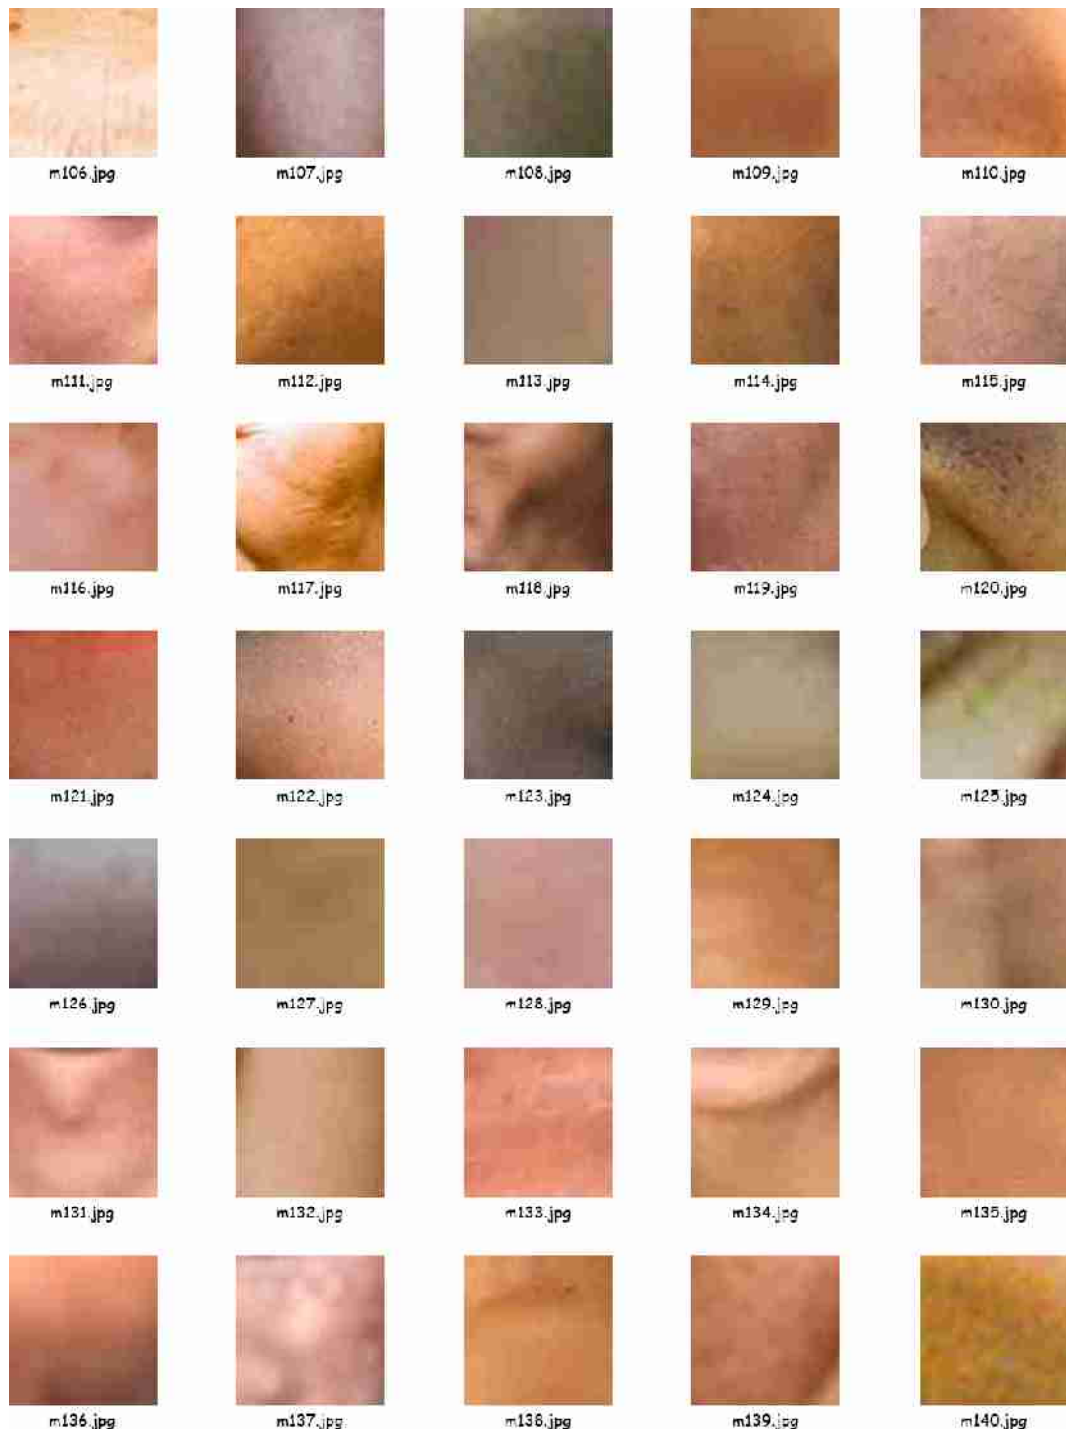 m106.jpg m107.jpg m108.jpg m109.jpg m110.jpg
m111.jpg m112.jpg m113.jpg m114.jpg m115.jpg
m116.jpg m117.jpg m118.jpg m119.jpg m120.jpg
m121.jpg m122.jpg m123.jpg m124.jpg m125.jpg
m126.jpg m127.jpg m128.jpg m129.jpg m130.jpg
m131.jpg m132.jpg m133.jpg m134.jpg m135.jpg
m136.jpg m137.jpg m138.jpg m139.jpg m140.jpg